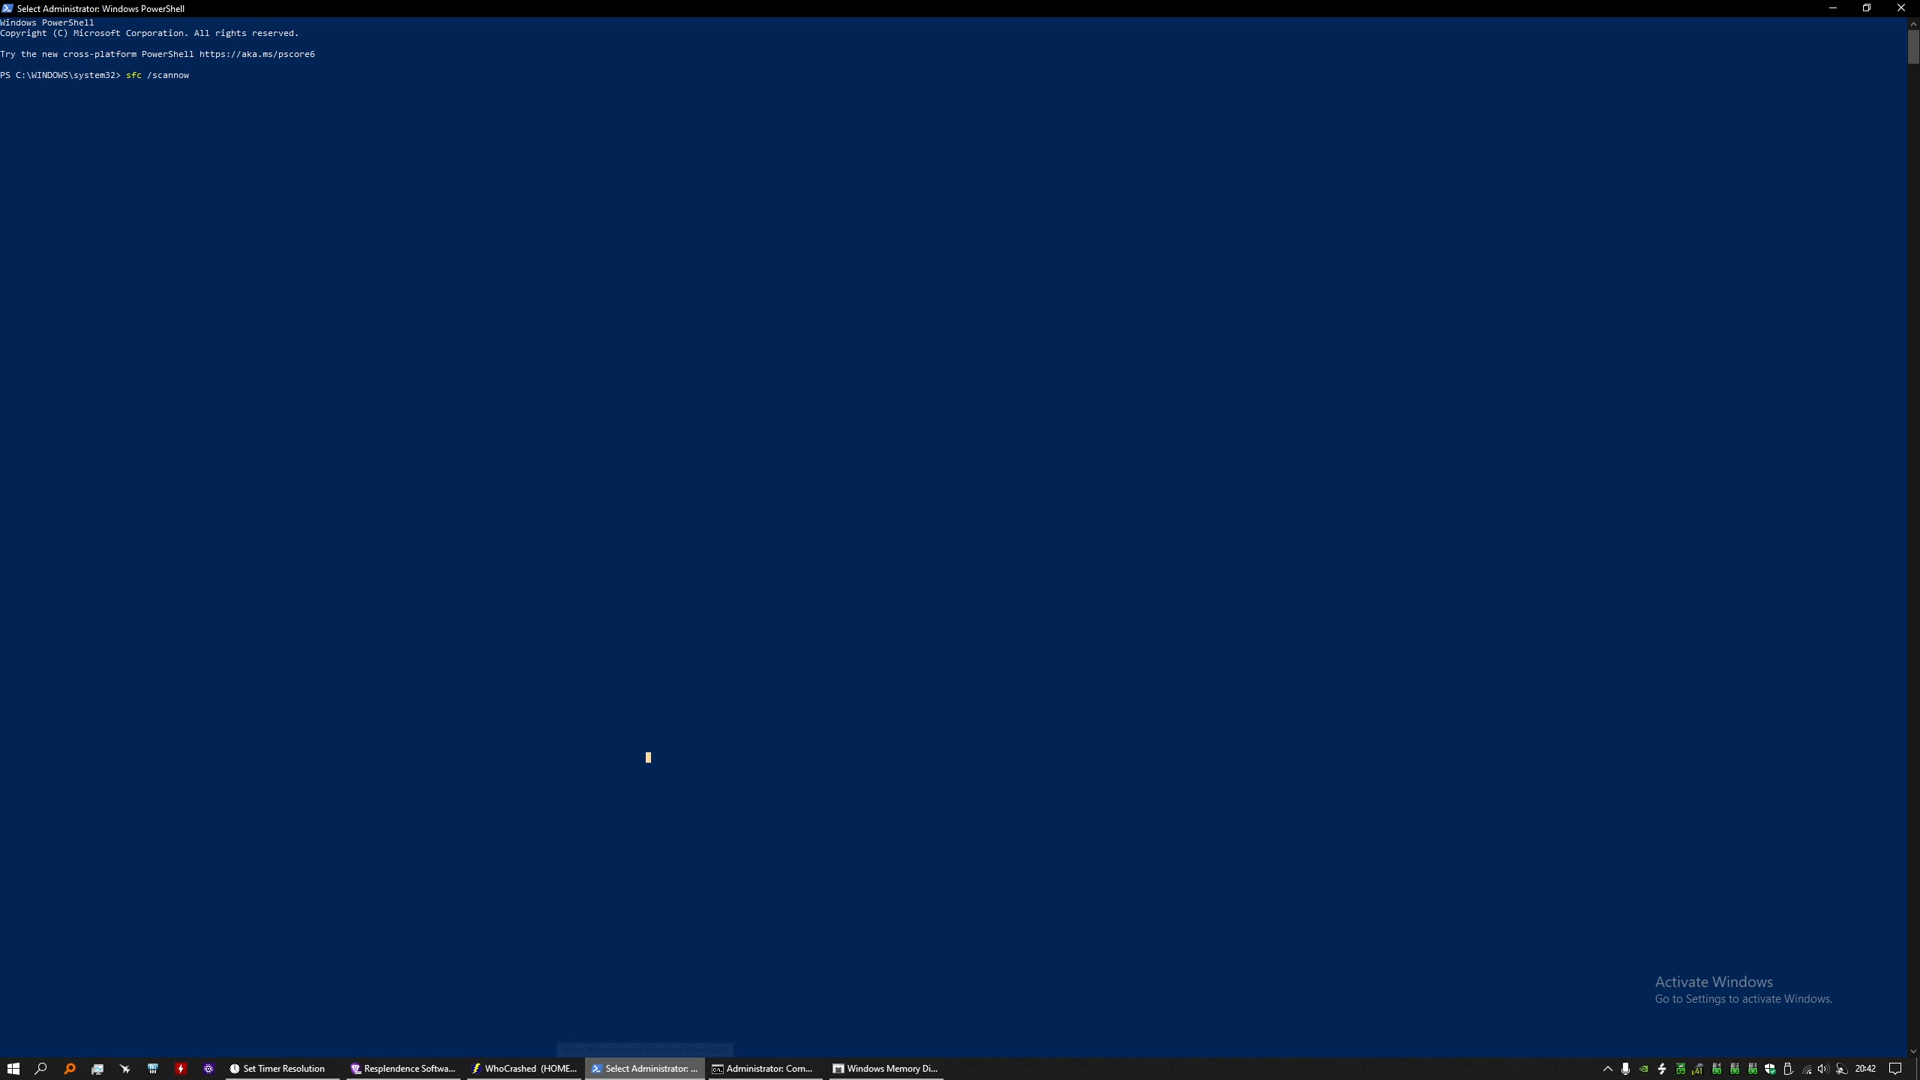 Select Administrator: Windows PowerShell
Windows PowerShell
Copyright (C) Microsoft Corporation. All rights reserved.
Try the new cross-platform PowerShell https://aka.ms/pscore6
PS C:\WINDOWS\system32> sfc /scannow
Activate Windows
Go to Settings to activate Windows.
Set Timer Resolution
Resplendence Softwa...
WhoCrashed (HOME...
Select Administrator: ...
Administrator: Com...
Windows Memory Di...
20:42